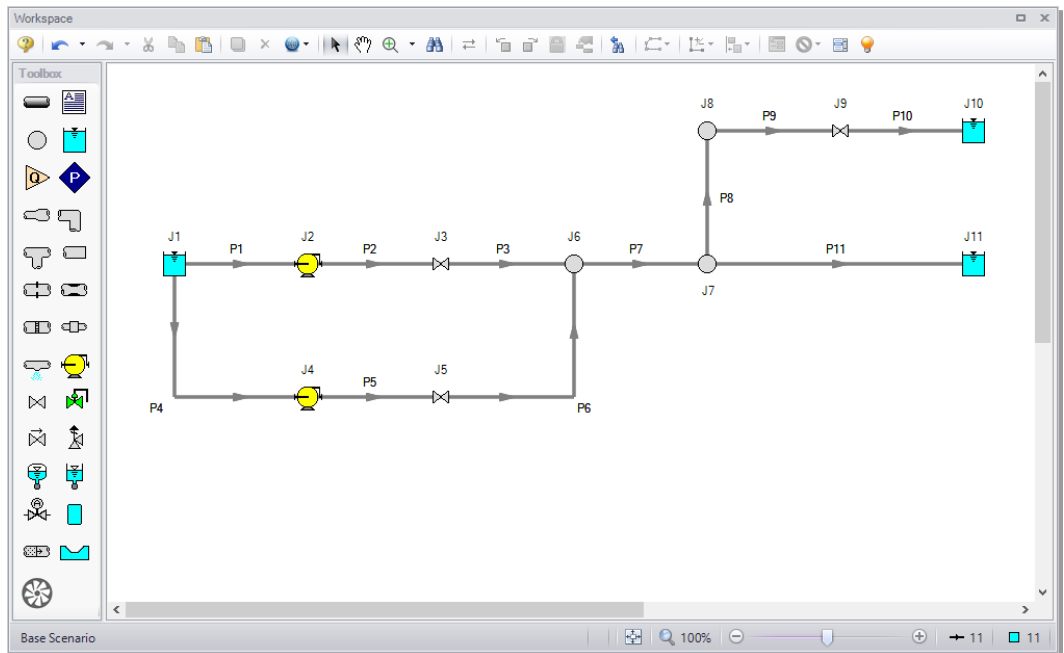 Workspace
Toolbox
A
Q
P
J8
J9
J10
P9
P10
P8
J1
J2
J3
J6
J11
P1
P2
P3
P7
P11
J7
J4
J5
P5
P4
P6
Base Scenario
100%
11
11